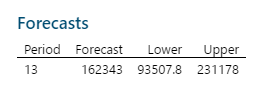 Forecasts
Period Forecast Lower Upper
13 162343 93507.8 231178